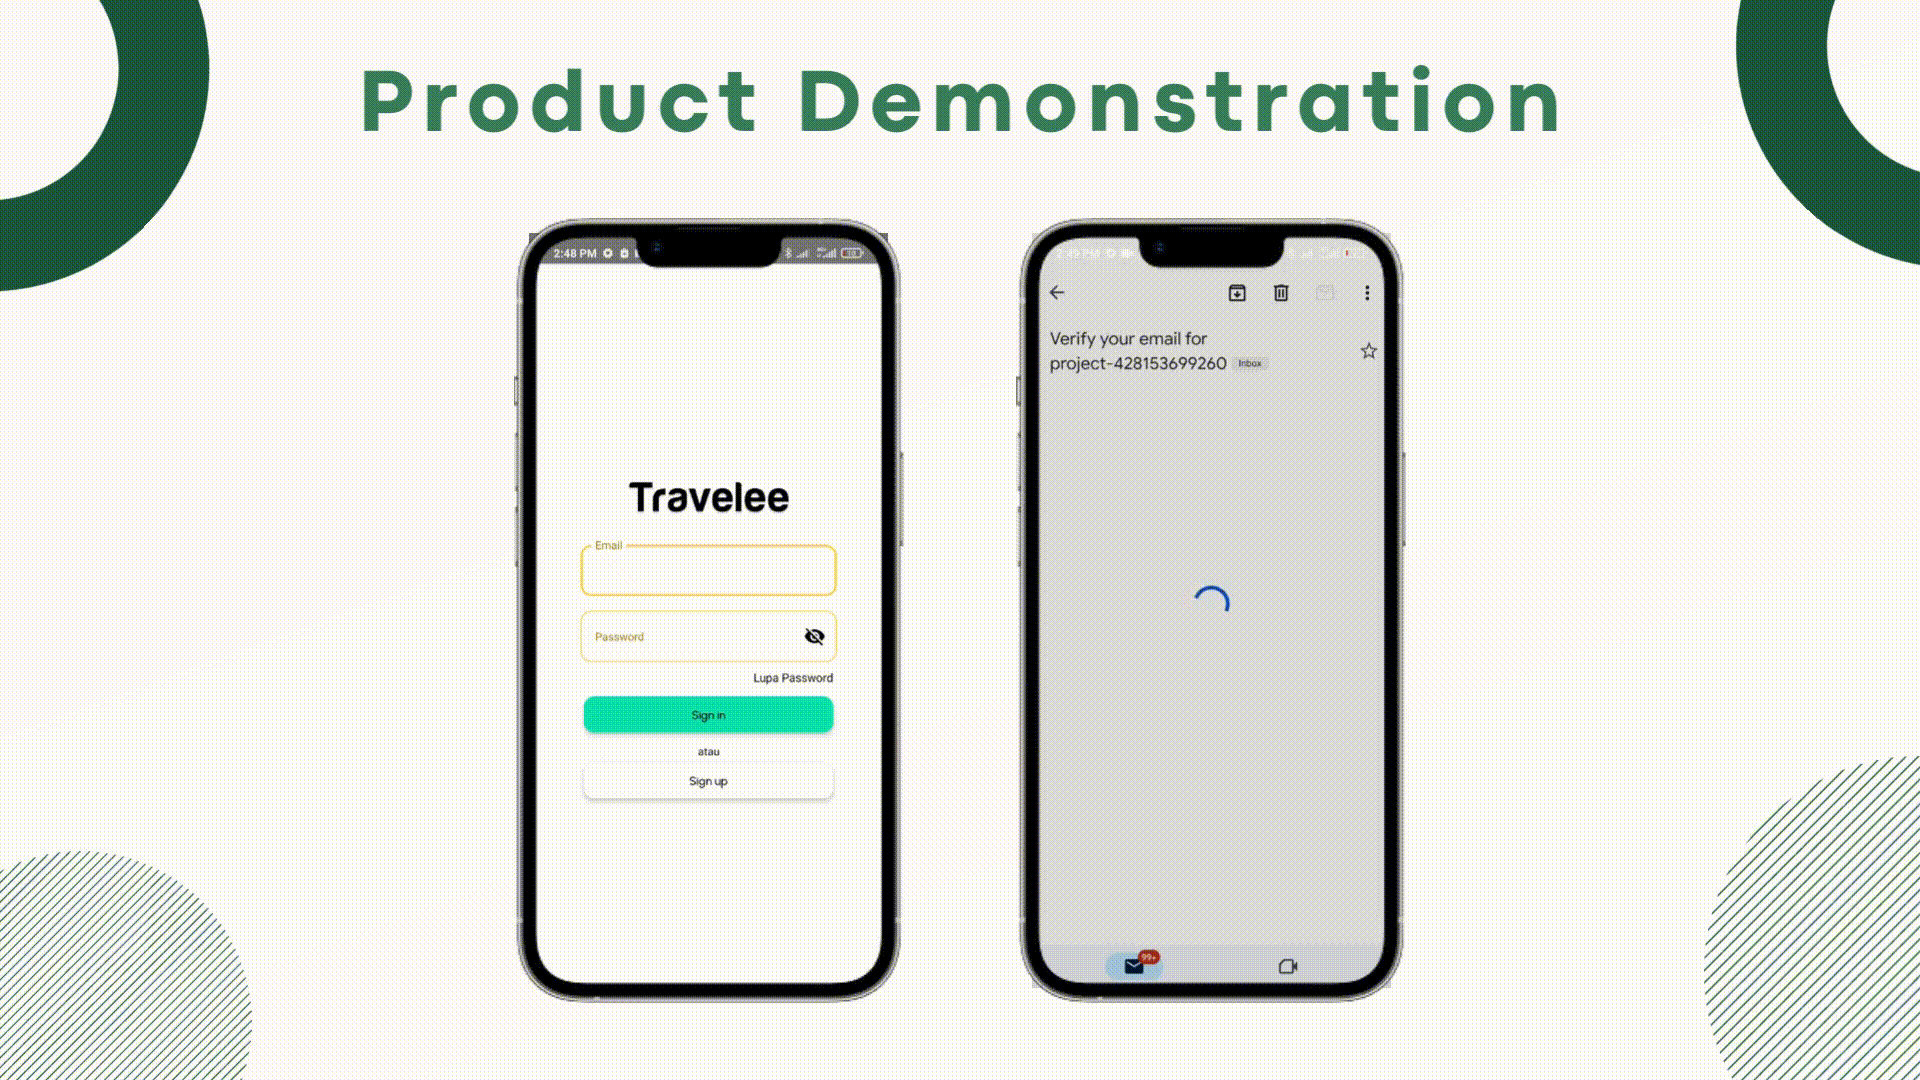 Product Demonstration
2:48 PM
Travelee
Email
Password
Lupa Password
Sign in
atau
Sign up
Verify your email for
project-428153699260 Inbox
99+